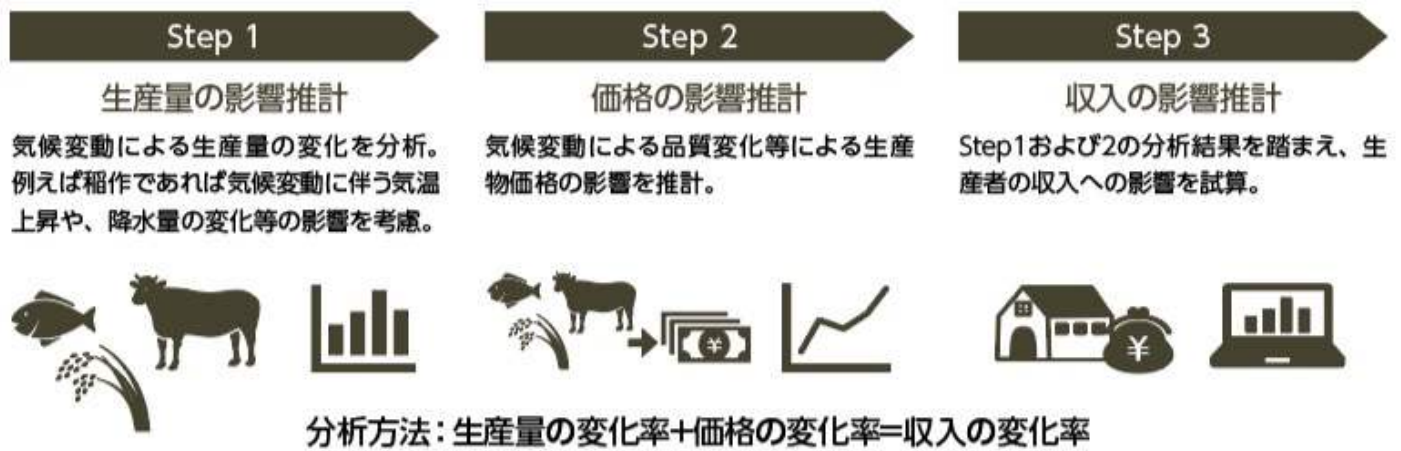 Step 1
生産量の影響推計
気候変動による生産量の変化を分析。
例えば稲作であれば気候変動に伴う気温
上昇や、降水量の変化等の影響を考慮。
Step 2
価格の影響推計
気候変動による品質変化等による生産
物価格の影響を推計。
¥
Step 3
収入の影響推計
Step1および2の分析結果を踏まえ、生
産者の収入への影響を試算。
¥
分析方法：生産量の変化率+価格の変化率=収入の変化率